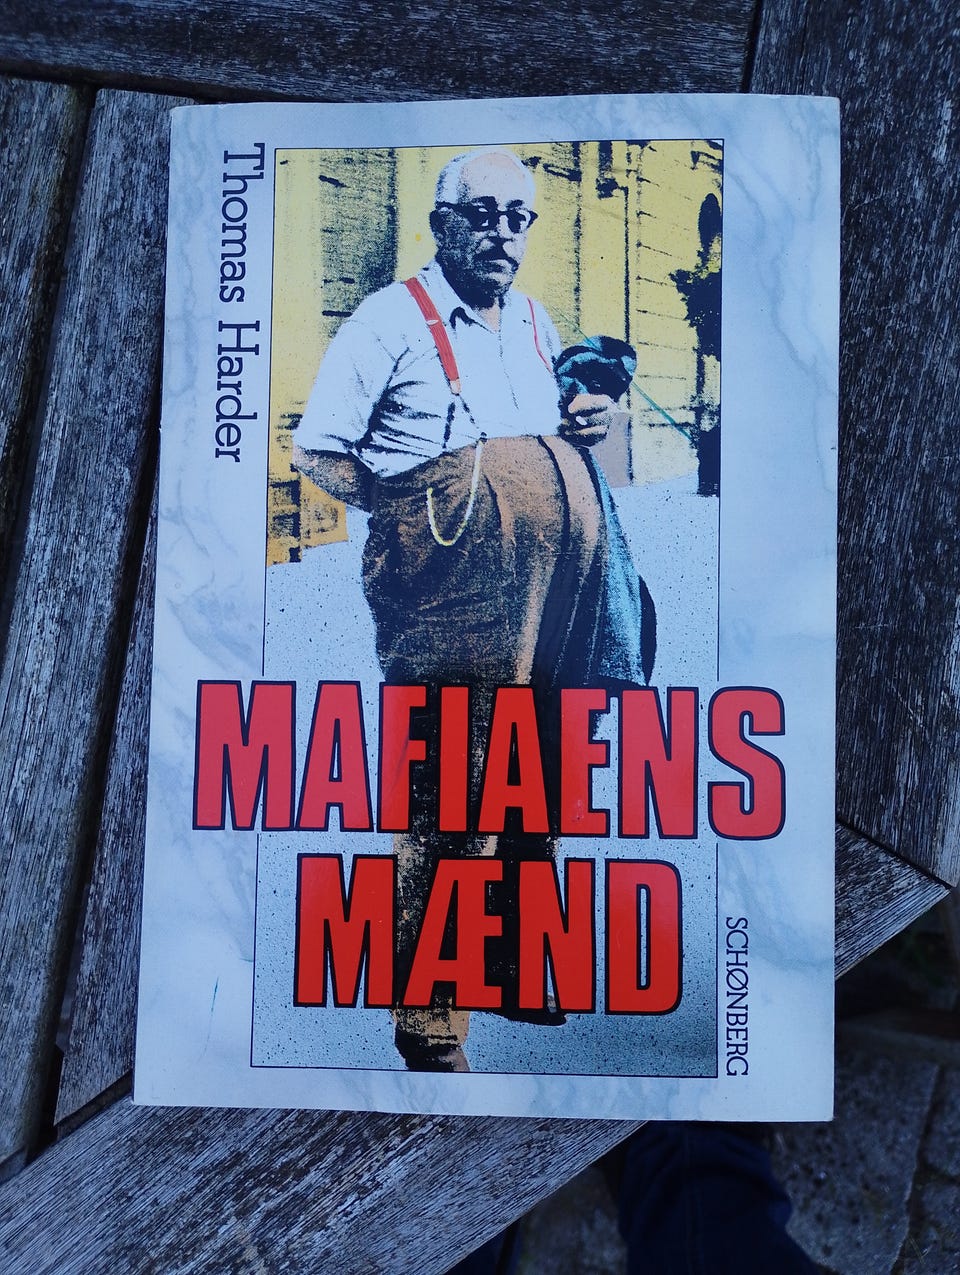 Thomas Harder
MAFIAENS
MÆND
SCHØNBERG